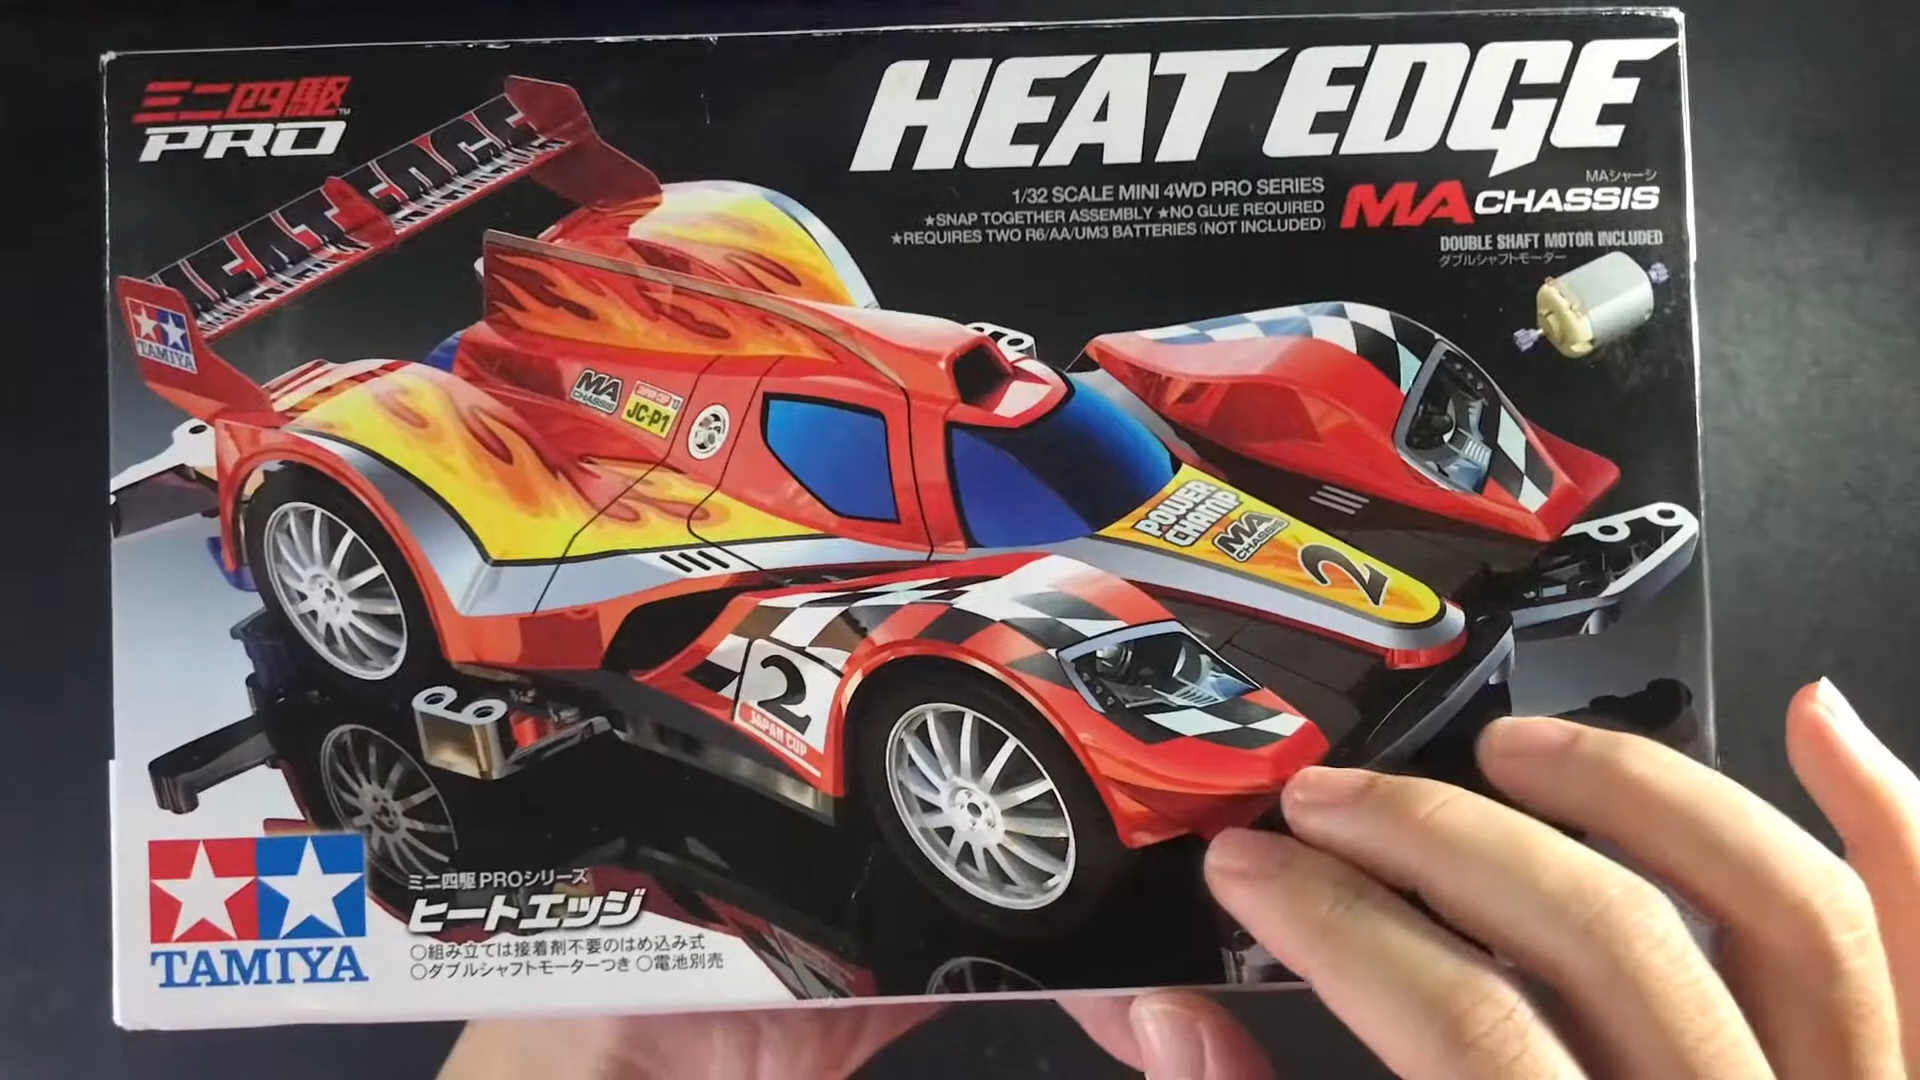 ミニ四駆™
PRO
HEAT EDGE
MAシャーシ
1/32 SCALE MINI 4WD PRO SERIES
MA CHASSIS
★SNAP TOGETHER ASSEMBLY ★NO GLUE REQUIRED
★REQUIRES TWO R6/AA/UM3 BATTERIES (NOT INCLUDED)
DOUBLE SHAFT MOTOR INCLUDED
ダブルシャフトモーター
HEAT EDGE
TAMIYA
MA
CHASSIS
JAPAN CUP
JC-P1
POWER
CHAMP
MA
CHASSIS
2
2
JAPAN CUP
TAMIYA
ミニ四駆PROシリーズ
ヒートエッジ
○組み立ては接着剤不要のはめ込み式
○ダブルシャフトモーターつき ○電池別売